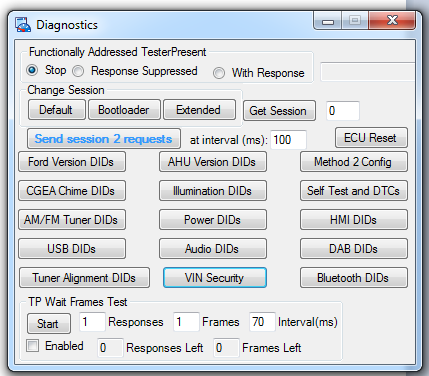 Diagnostics
Functionally Addressed TesterPresent
Stop Response Suppressed With Response
Change Session
Default Bootloader Extended Get Session 0
Send session 2 requests at interval (ms): 100 ECU Reset
Ford Version DIDs AHU Version DIDs Method 2 Config
CGEA Chime DIDs Illumination DIDs Self Test and DTCs
AM/FM Tuner DIDs Power DIDs HMI DIDs
USB DIDs Audio DIDs DAB DIDs
Tuner Alignment DIDs VIN Security Bluetooth DIDs
TP Wait Frames Test
Start 1 Responses 1 Frames 70 Interval(ms)
Enabled 0 Responses Left 0 Frames Left